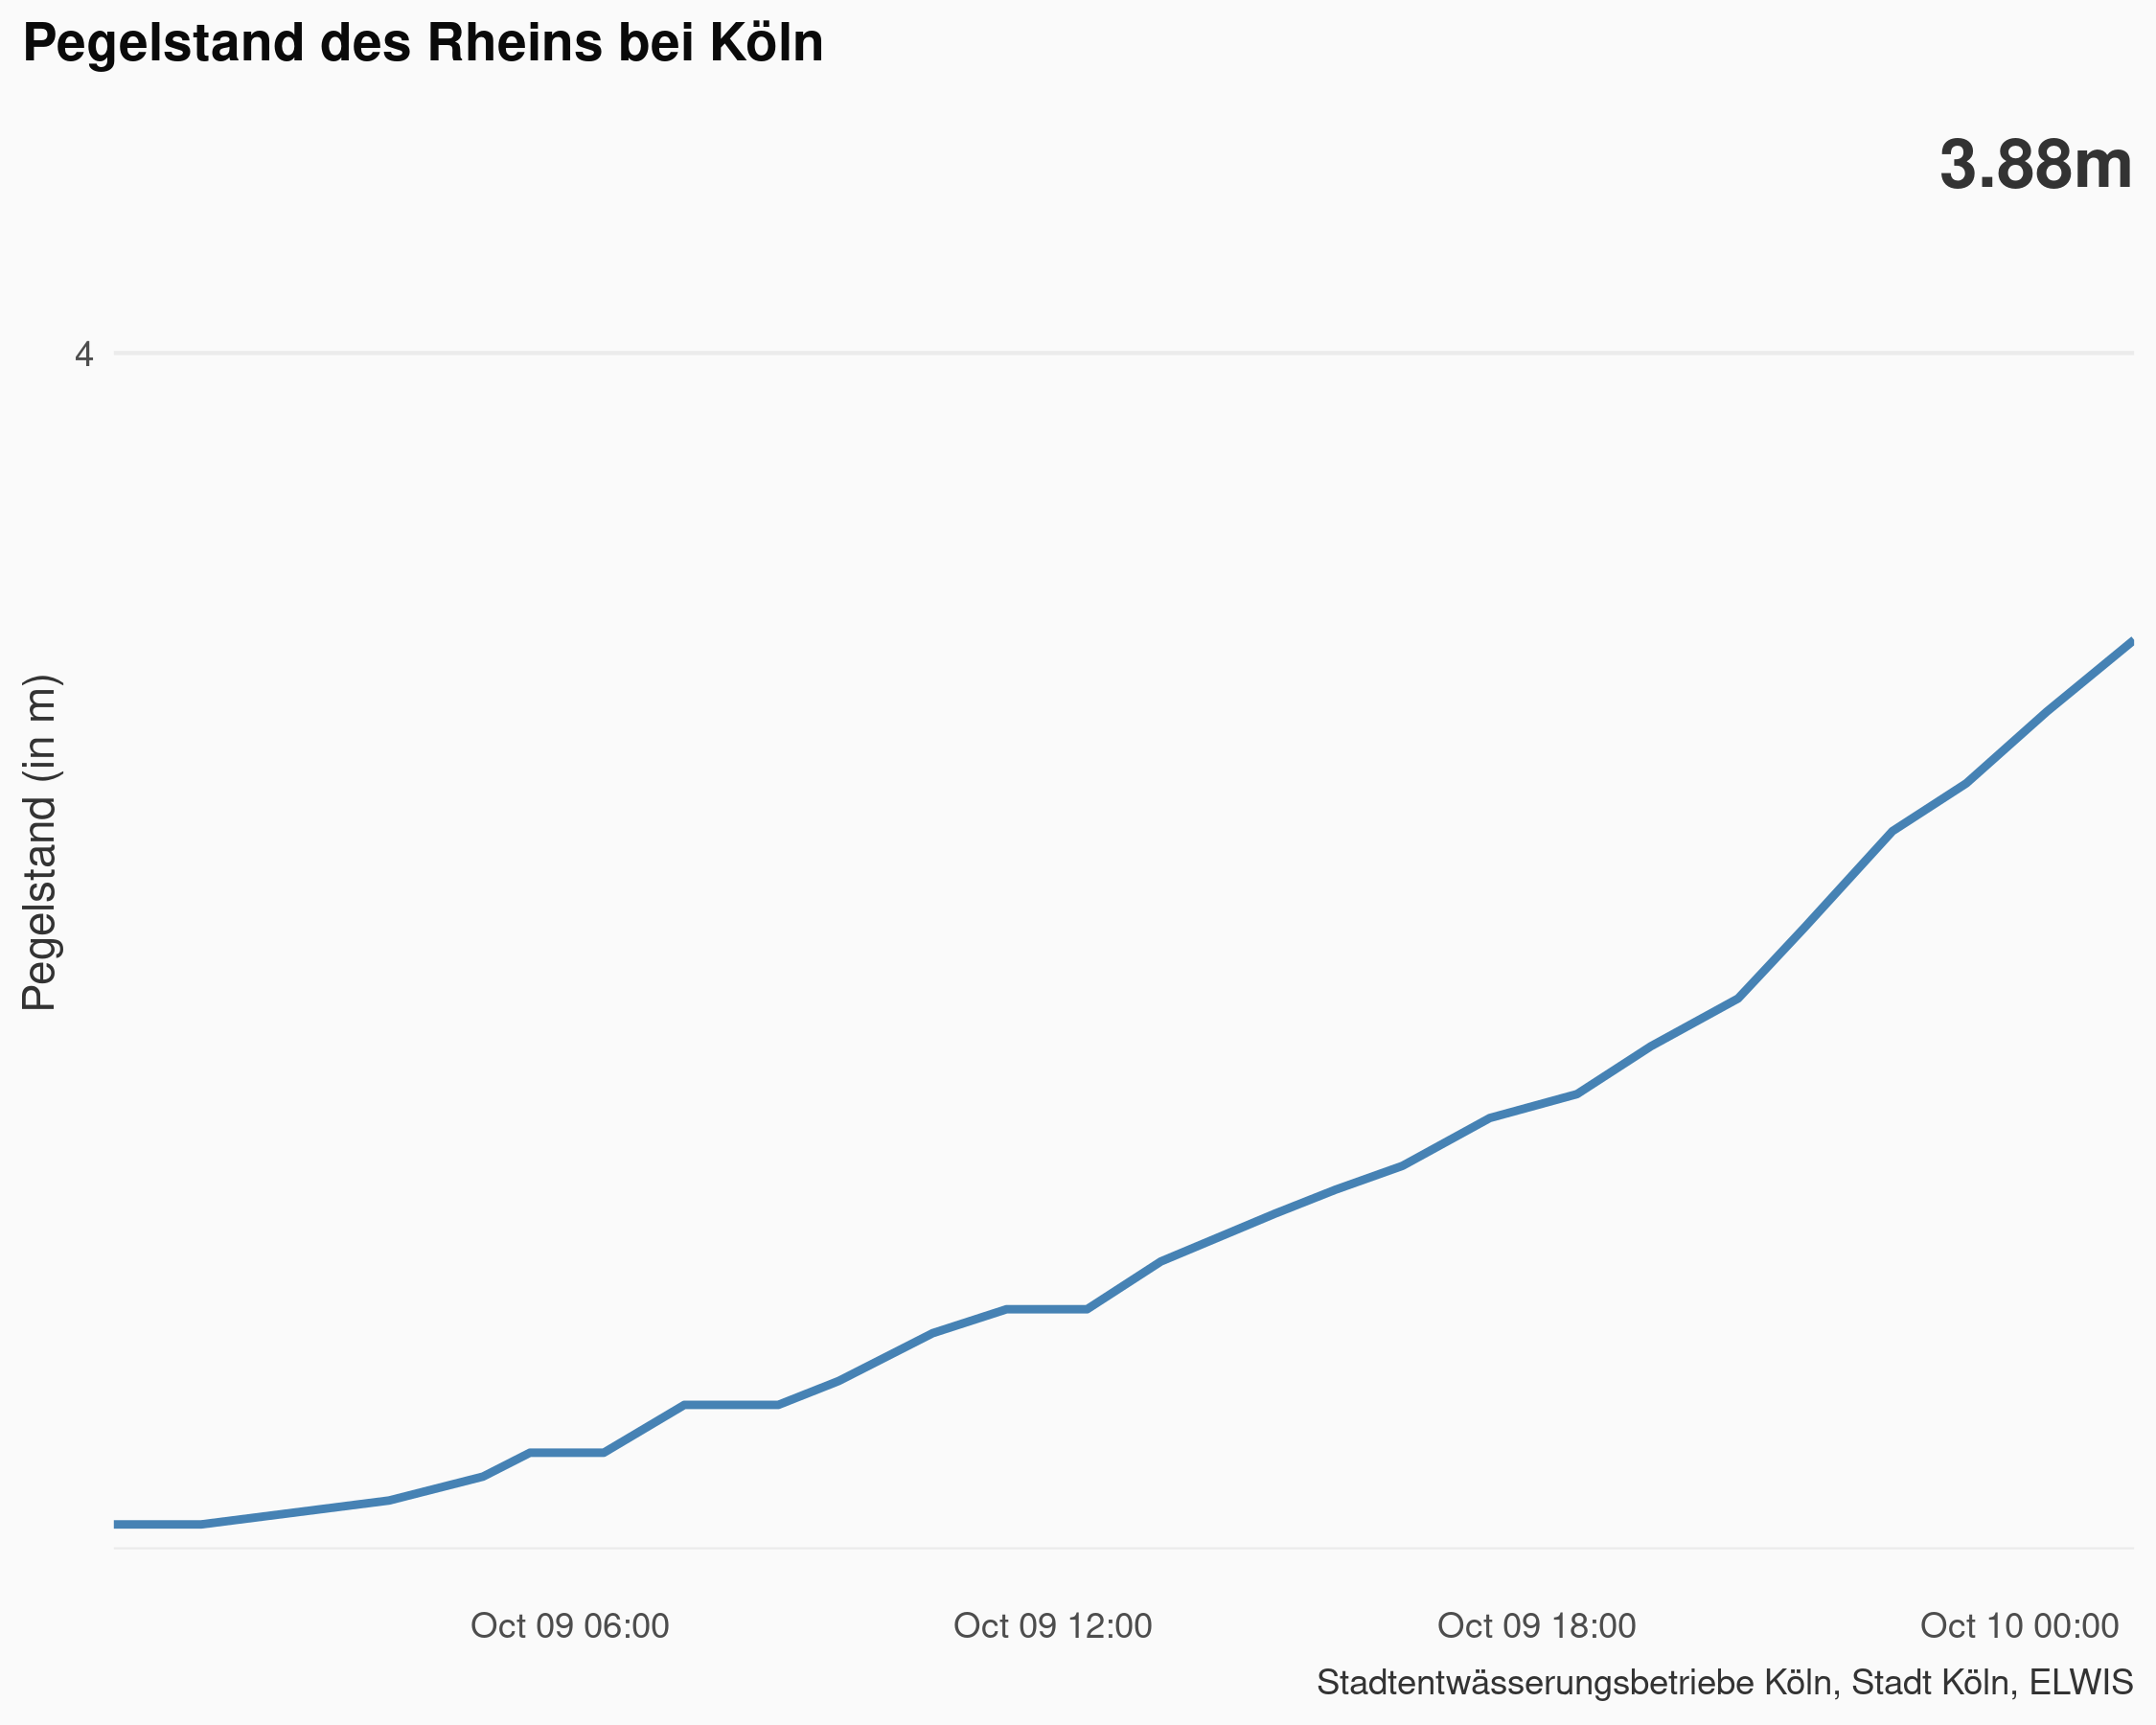 Pegelstand des Rheins bei Köln
3.88m
4
Pegelstand (in m)
Oct 09 06:00 Oct 09 12:00 Oct 09 18:00 Oct 10 00:00
Stadtentwässerungsbetriebe Köln, Stadt Köln, ELWIS